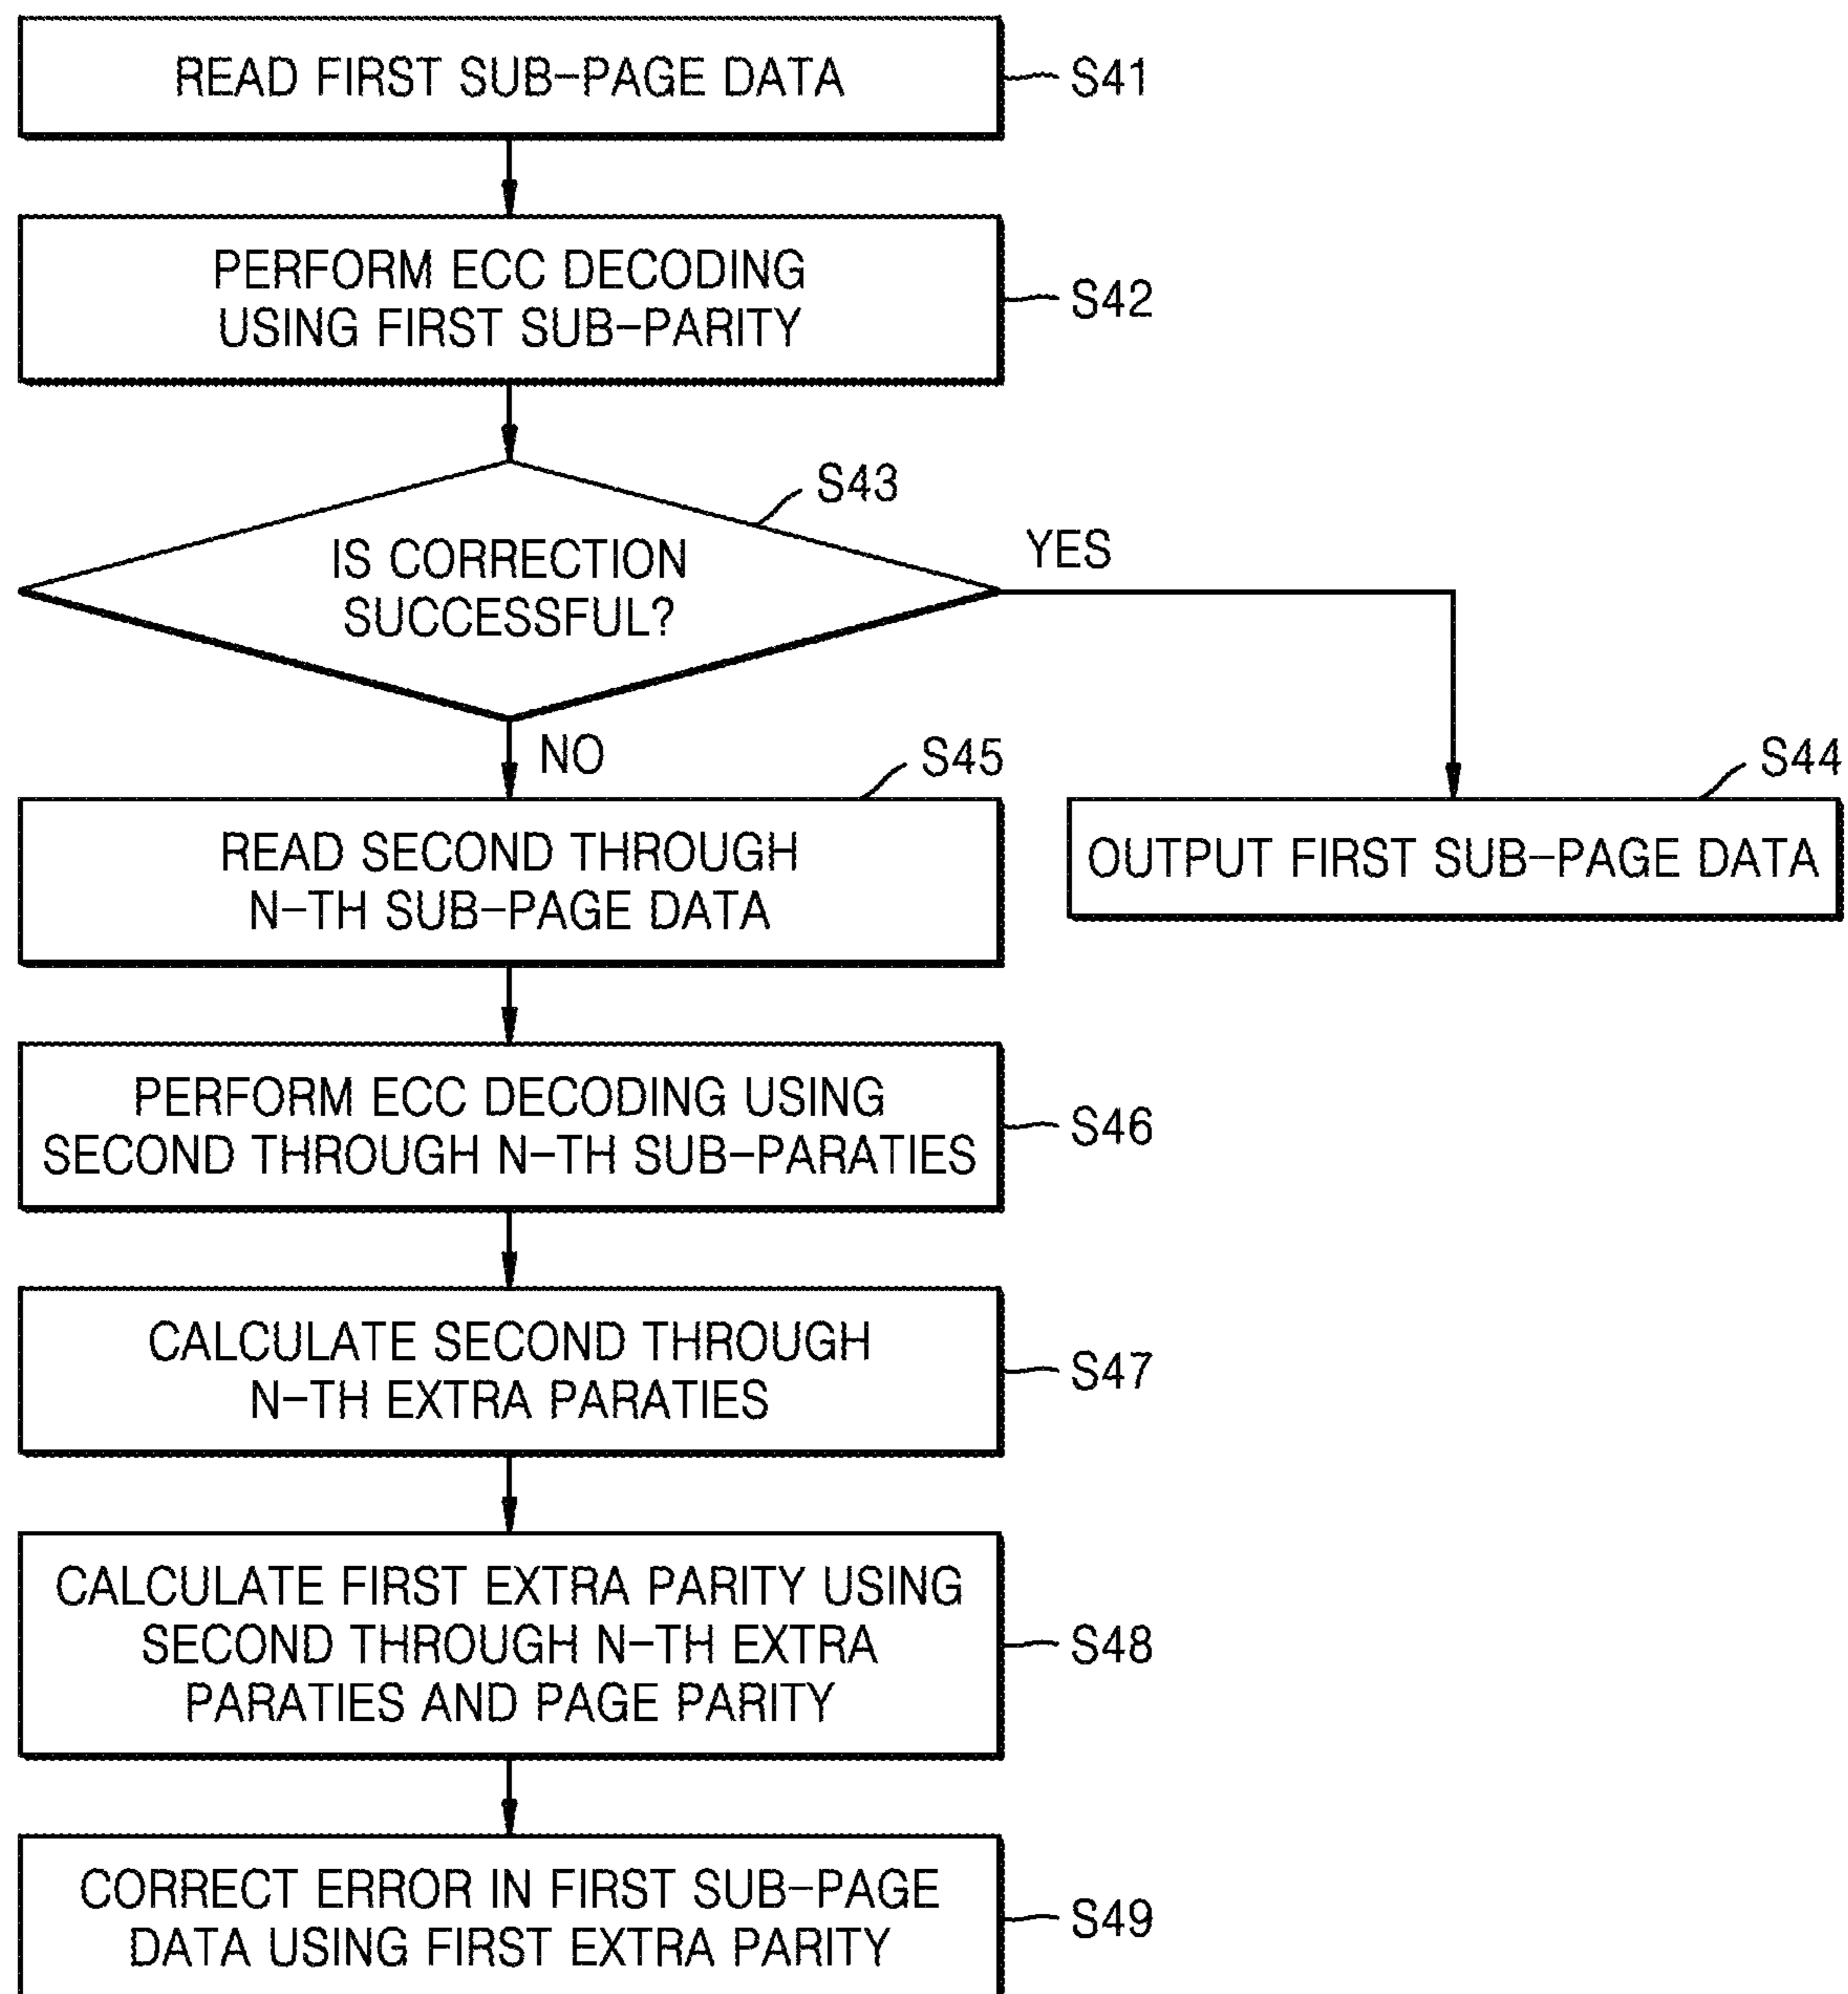 READ FIRST SUB-PAGE DATA
S41
PERFORM ECC DECODING
USING FIRST SUB-PARITY
S42
S43
IS CORRECTION
SUCCESSFUL?
YES
NO
S45
READ SECOND THROUGH
N-TH SUB-PAGE DATA
S44
OUTPUT FIRST SUB-PAGE DATA
PERFORM ECC DECODING USING
SECOND THROUGH N-TH SUB-PARATIES
S46
CALCULATE SECOND THROUGH
N-TH EXTRA PARATIES
S47
CALCULATE FIRST EXTRA PARITY USING
SECOND THROUGH N-TH EXTRA
PARATIES AND PAGE PARITY
S48
CORRECT ERROR IN FIRST SUB-PAGE
DATA USING FIRST EXTRA PARITY
S49